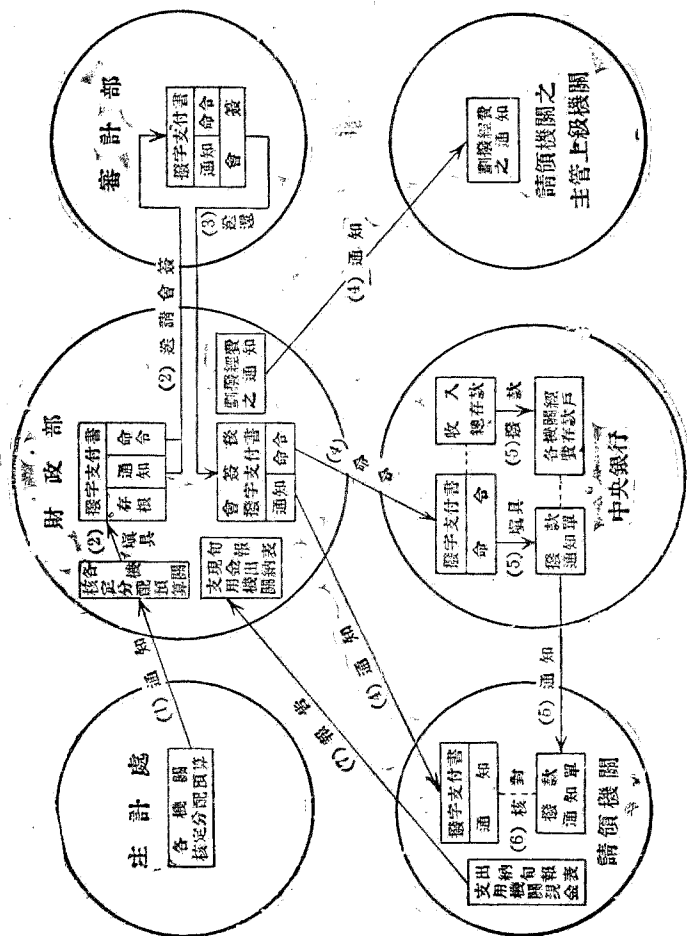 審計部
撥字支付書
通知 命令
會簽
(3) 送還
(2) 送請會簽
財政部
撥字支付書
存根 通知 命令
(2) 塡具
核定各機關分配預算
(1) 通知
主計處
各機關
核定分配預算
會簽後
撥字支付書
通知 命令
劃撥經費
之通知
(4) 通知
劃撥經費
之通知
請領機關之
主管上級機關
支用機關現金出納旬報表
(4) 命令
撥字支付書
命令
收入
總存款
(5) 撥款
(5) 塡具
各機關經
費存款戶
撥款
通知單
中央銀行
(5) 通知
(4) 通知
(7) 報告
撥字支付書
通知
(6) 核對
撥款
通知單
支用機關現金出納旬報表
請領機關